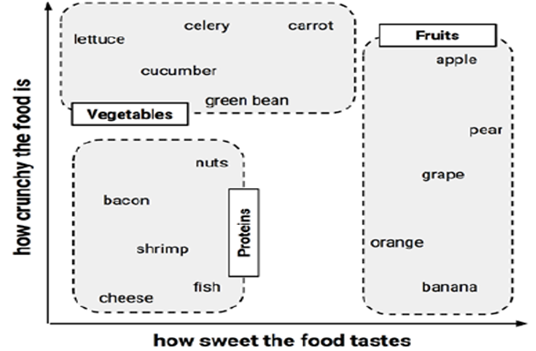 how crunchy the food is
lettuce
celery
carrot
cucumber
green bean
Vegetables
Fruits
apple
pear
grape
orange
banana
nuts
bacon
shrimp
fish
cheese
Proteins
how sweet the food tastes